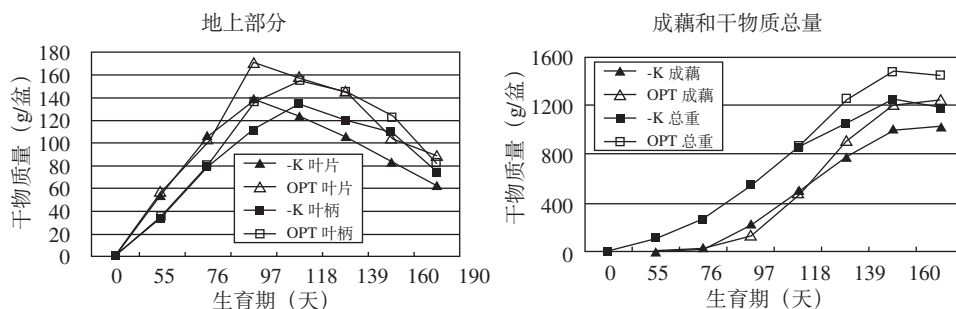 地上部分
干物质质量（g/盆）
180
160
140
120
100
80
60
40
20
0
-K 叶片
OPT 叶片
-K 叶柄
OPT 叶柄
0 55 76 97 118 139 160 190
生育期（天）
成藕和干物质总量
干物质质量（g/盆）
1600
1200
800
400
0
-K 成藕
OPT 成藕
-K 总重
OPT 总重
0 55 76 97 118 139 160
生育期（天）